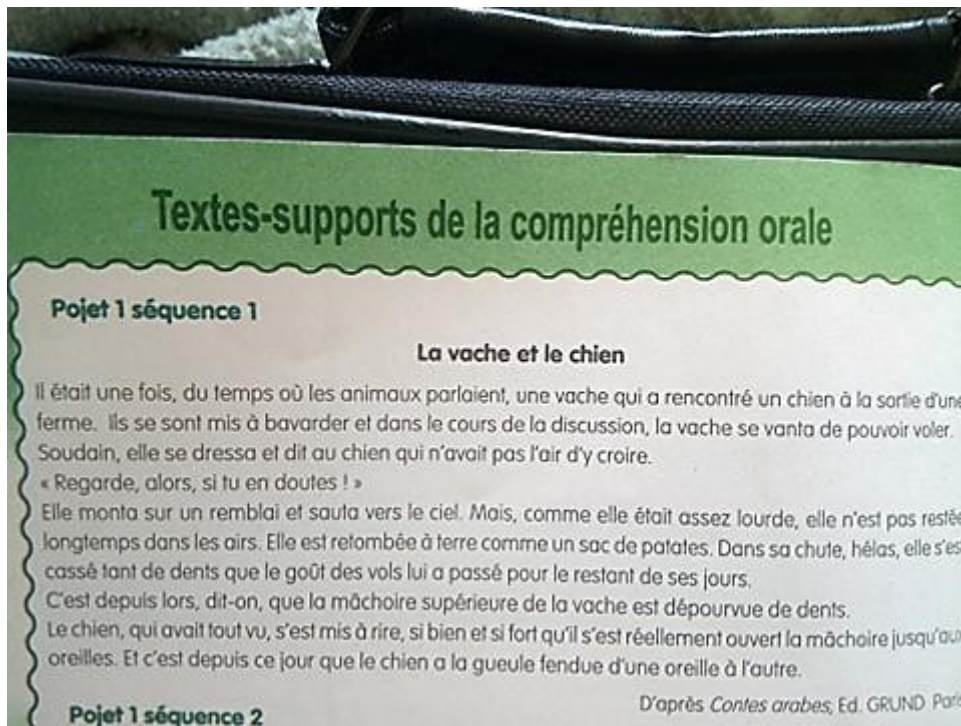 Textes-supports de la compréhension orale
Pojet 1 séquence 1
La vache et le chien
Il était une fois, du temps où les animaux parlaient, une vache qui a rencontré un chien à la sortie d'une
ferme. Ils se sont mis à bavarder et dans le cours de la discussion, la vache se vanta de pouvoir voler.
Soudain, elle se dressa et dit au chien qui n'avait pas l'air d'y croire.
« Regarde, alors, si tu en doutes ! »
Elle monta sur un remblai et sauta vers le ciel. Mais, comme elle était assez lourde, elle n'est pas restée
longtemps dans les airs. Elle est retombée à terre comme un sac de patates. Dans sa chute, hélas, elle s'es
cassé tant de dents que le goût des vols lui a passé pour le restant de ses jours.
C'est depuis lors, dit-on, que la mâchoire supérieure de la vache est dépourvue de dents.
Le chien, qui avait tout vu, s'est mis à rire, si bien et si fort qu'il s'est réellement ouvert la mâchoire jusqu'aux
oreilles. Et c'est depuis ce jour que le chien a la gueule fendue d'une oreille à l'autre.
D'après Contes arabes, Ed. GRUND Paris
Pojet 1 séquence 2